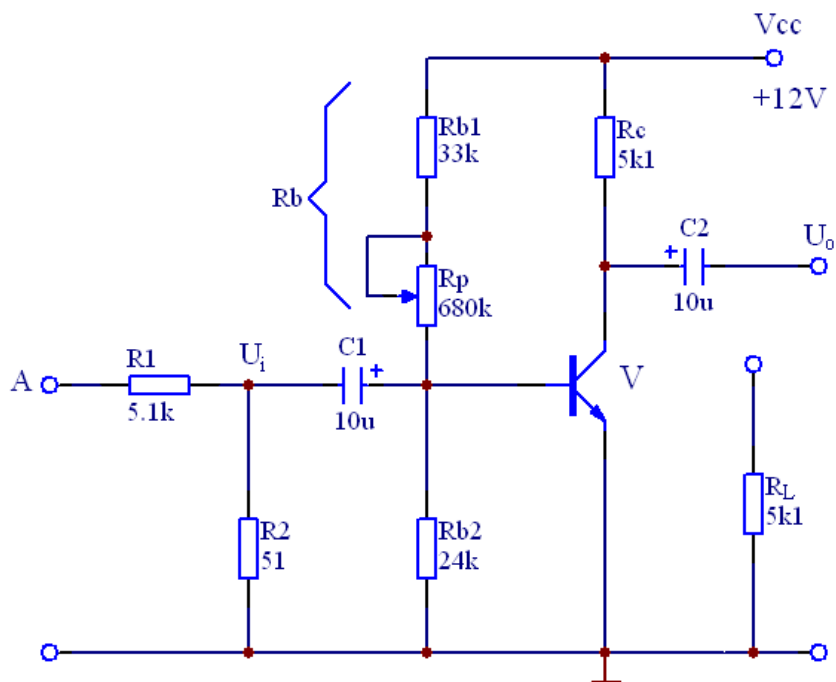 Vcc
+12V
Rb1
33k
Rc
5k1
Rb
C2
Uo
10u
Rp
680k
R1
Ui
C1
A
5.1k
10u
V
RL
5k1
R2
51
Rb2
24k